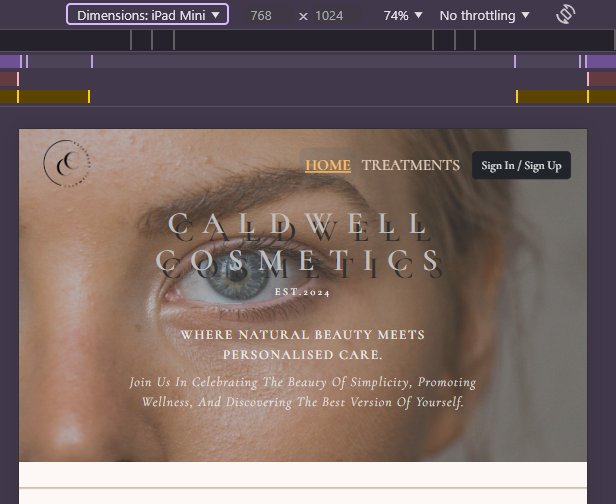 Dimensions: iPad Mini ▼ 768 × 1024 74% ▼ No throttling ▼
CC
HOME TREATMENTS Sign In / Sign Up
CALDWELL
COSMETICS
EST.2024
WHERE NATURAL BEAUTY MEETS
PERSONALISED CARE.
Join Us In Celebrating The Beauty Of Simplicity, Promoting
Wellness, And Discovering The Best Version Of Yourself.